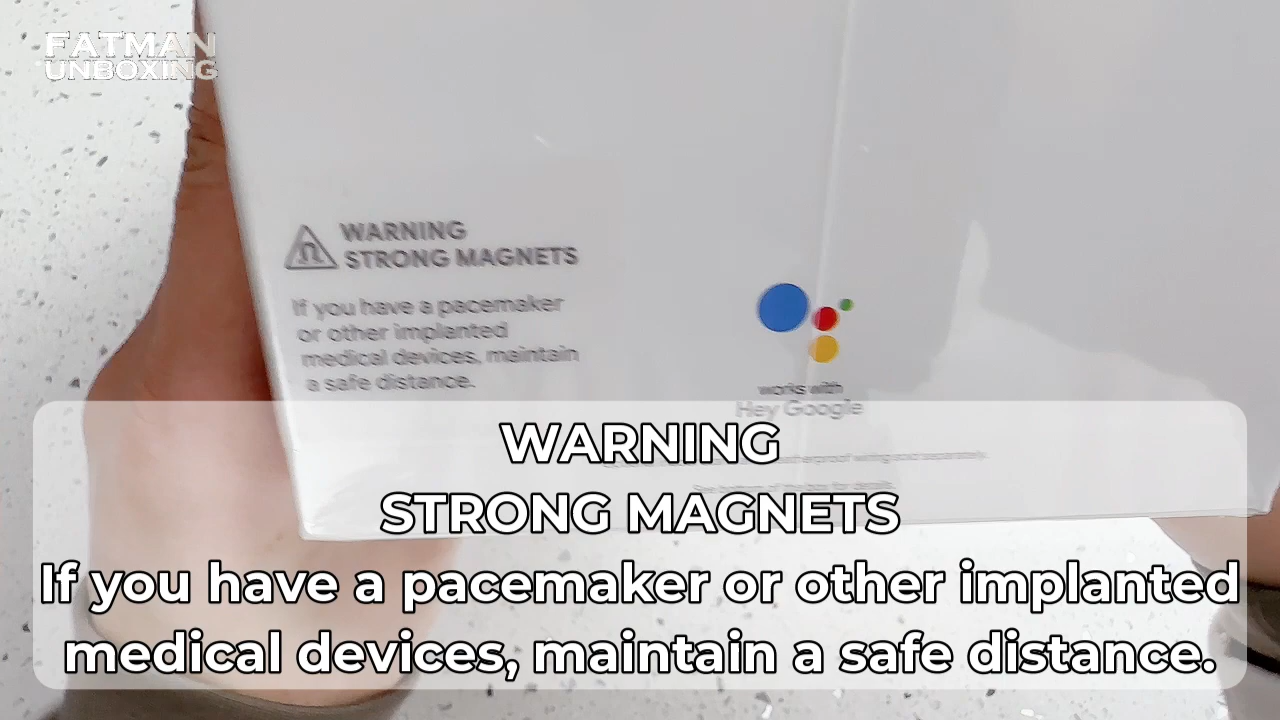 FATMAN
UNBOXING
WARNING
STRONG MAGNETS
If you have a pacemaker
or other implanted
medical devices, maintain
a safe distance.
works with
Hey Google
WARNING
STRONG MAGNETS
If you have a pacemaker or other implanted
medical devices, maintain a safe distance.